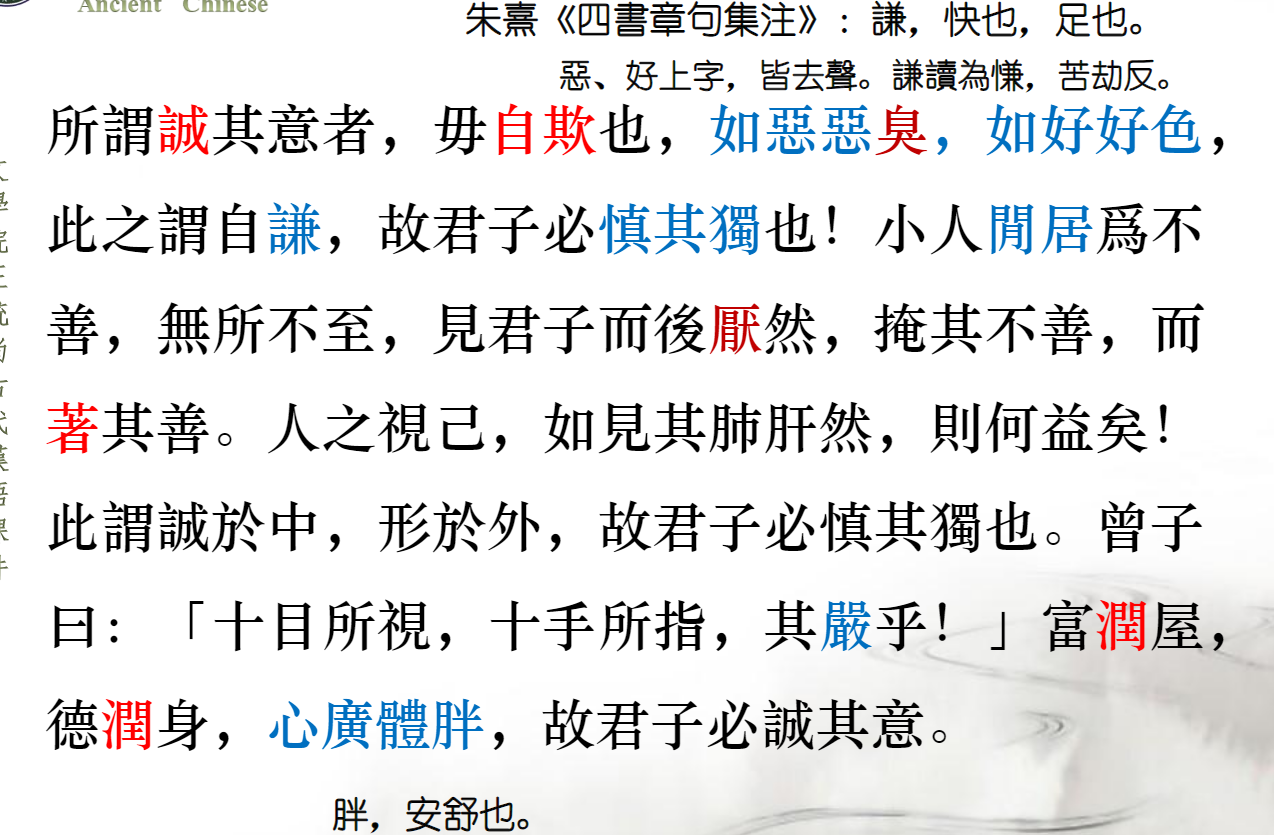 Ancient Chinese
朱熹《四書章句集注》：謙，快也，足也。
惡、好上字，皆去聲。謙讀為慊，苦劫反。
所謂誠其意者，毋自欺也，如惡惡臭，如好好色，
此之謂自謙，故君子必慎其獨也！小人閒居爲不
善，無所不至，見君子而後厭然，掩其不善，而
著其善。人之視己，如見其肺肝然，則何益矣！
此謂誠於中，形於外，故君子必慎其獨也。曾子
曰：「十目所視，十手所指，其嚴乎！」富潤屋，
德潤身，心廣體胖，故君子必誠其意。
胖，安舒也。